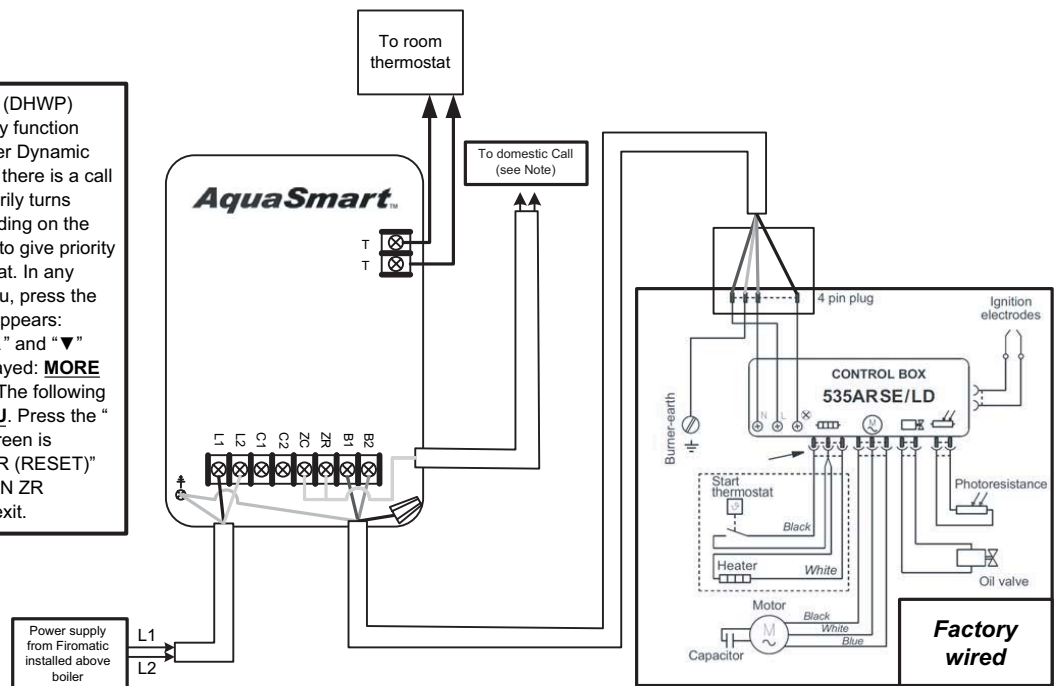 (DHWP)
y function
er Dynamic
there is a call
rily turns
ding on the
to give priority
at. In any
u, press the
ppears:
" and "▼"
ayed: MORE
The following
U. Press the "
reen is
R (RESET)"
N ZR
exit.
To room
thermostat
To domestic Call
(see Note)
AquaSmart™
T
T
L1 L2 C1 C2 ZC ZR B1 B2
Power supply
from Firomatic
installed above
boiler
L1
L2
4 pin plug
Ignition
electrodes
CONTROL BOX
535ARSE/LD
N L
M
Burner-earth
Start
thermostat
Black
Heater
White
Photoresistance
Oil valve
Motor
M
Capacitor
Black
White
Blue
Factory
wired